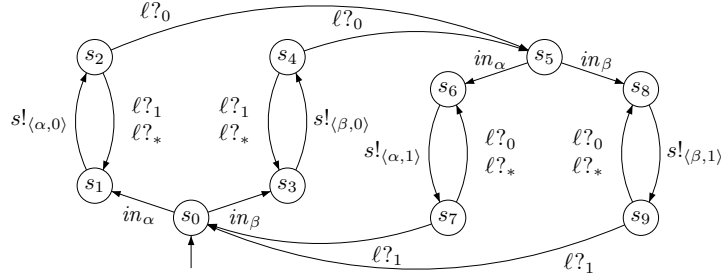 ℓ?₀
ℓ?₀
s₂ s₄ s₅
in_α in_β
s₆ s₈
s!⟨α,0⟩ ℓ?₁ ℓ?₁ s!⟨β,0⟩ ℓ?₀ ℓ?₀
ℓ?* ℓ?* s!⟨α,1⟩ ℓ?* ℓ?* s!⟨β,1⟩
s₁ s₃
in_α s₀ in_β s₇ s₉
ℓ?₁
ℓ?₁